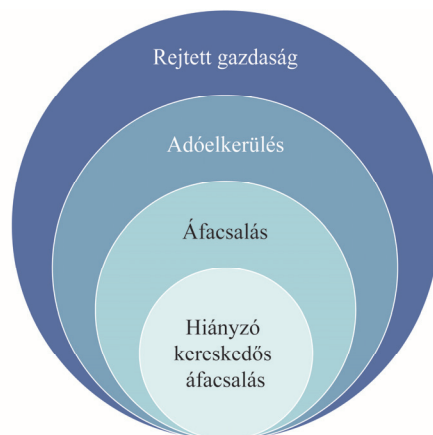 Rejtett gazdaság
Adóelkerülés
Áfacsalás
Hiányzó
kereskedős
áfacsalás